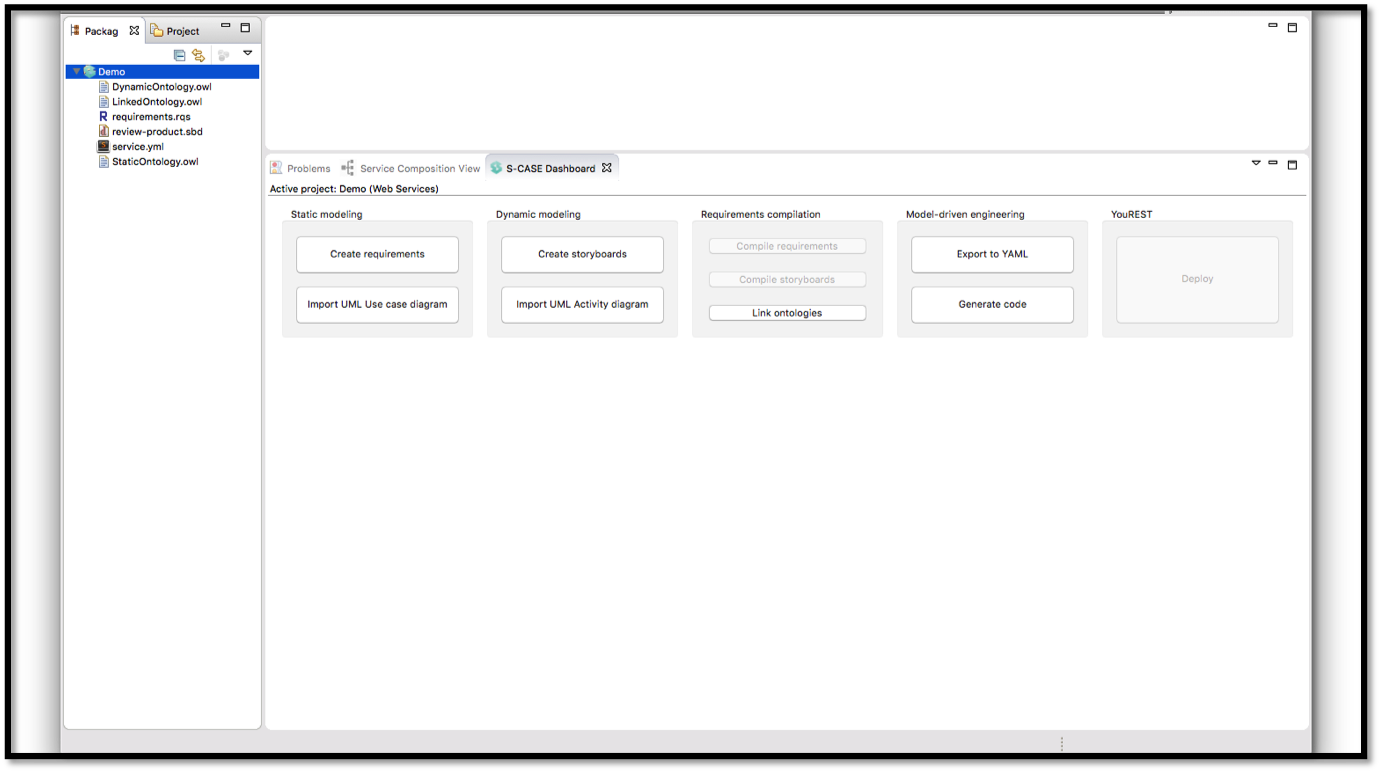 Packag Project
Demo
DynamicOntology.owl
LinkedOntology.owl
requirements.rqs
review-product.sbd
service.yml
StaticOntology.owl
Problems Service Composition View S-CASE Dashboard
Active project: Demo (Web Services)
Static modeling Dynamic modeling Requirements compilation Model-driven engineering YouREST
Create requirements Create storyboards Compile requirements Export to YAML Deploy
Compile storyboards
Import UML Use case diagram Import UML Activity diagram Link ontologies Generate code